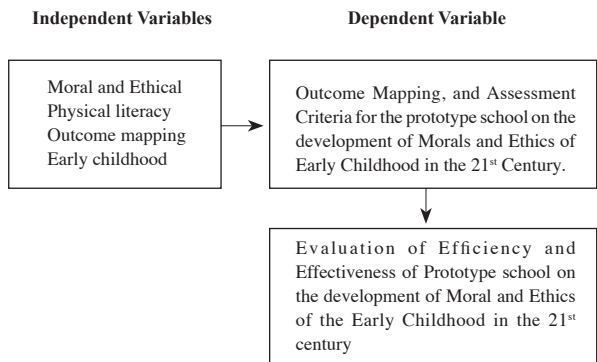 Independent Variables
Dependent Variable
Moral and Ethical
Physical literacy
Outcome mapping
Early childhood
Outcome Mapping, and Assessment
Criteria for the prototype school on the
development of Morals and Ethics of
Early Childhood in the 21st Century.
Evaluation of Efficiency and
Effectiveness of Prototype school on
the development of Moral and Ethics
of the Early Childhood in the 21st
century